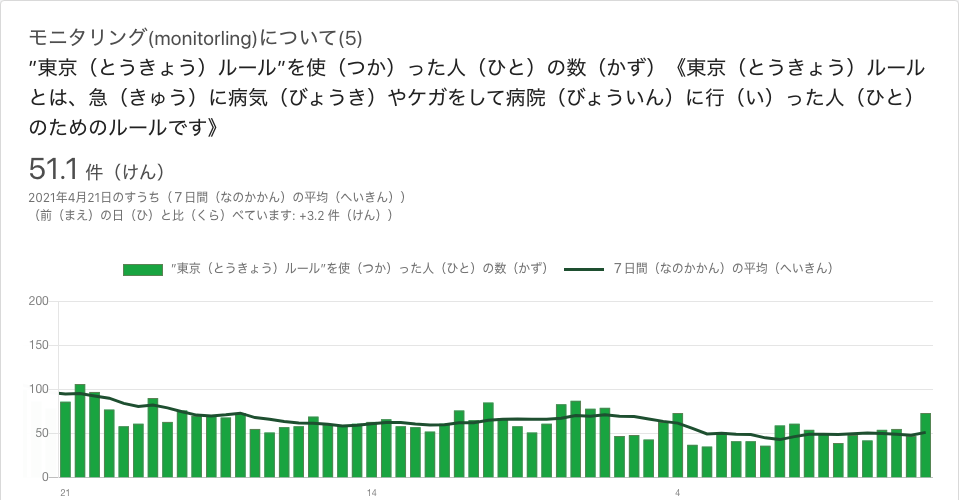 モニタリング(monitorling)について(5)
”東京（とうきょう）ルール”を使（つか）った人（ひと）の数（かず）《東京（とうきょう）ルール
とは、急（きゅう）に病気（びょうき）やケガをして病院（びょういん）に行（い）った人（ひと）
のためのルールです》
51.1 件（けん）
2021年4月21日のすうち（７日間（なのかかん）の平均（へいきん））
（前（まえ）の日（ひ）と比（くら）べています: +3.2 件（けん））
”東京（とうきょう）ルール”を使（つか）った人（ひと）の数（かず） ７日間（なのかかん）の平均（へいきん）
200
150
100
50
0
21 14 4